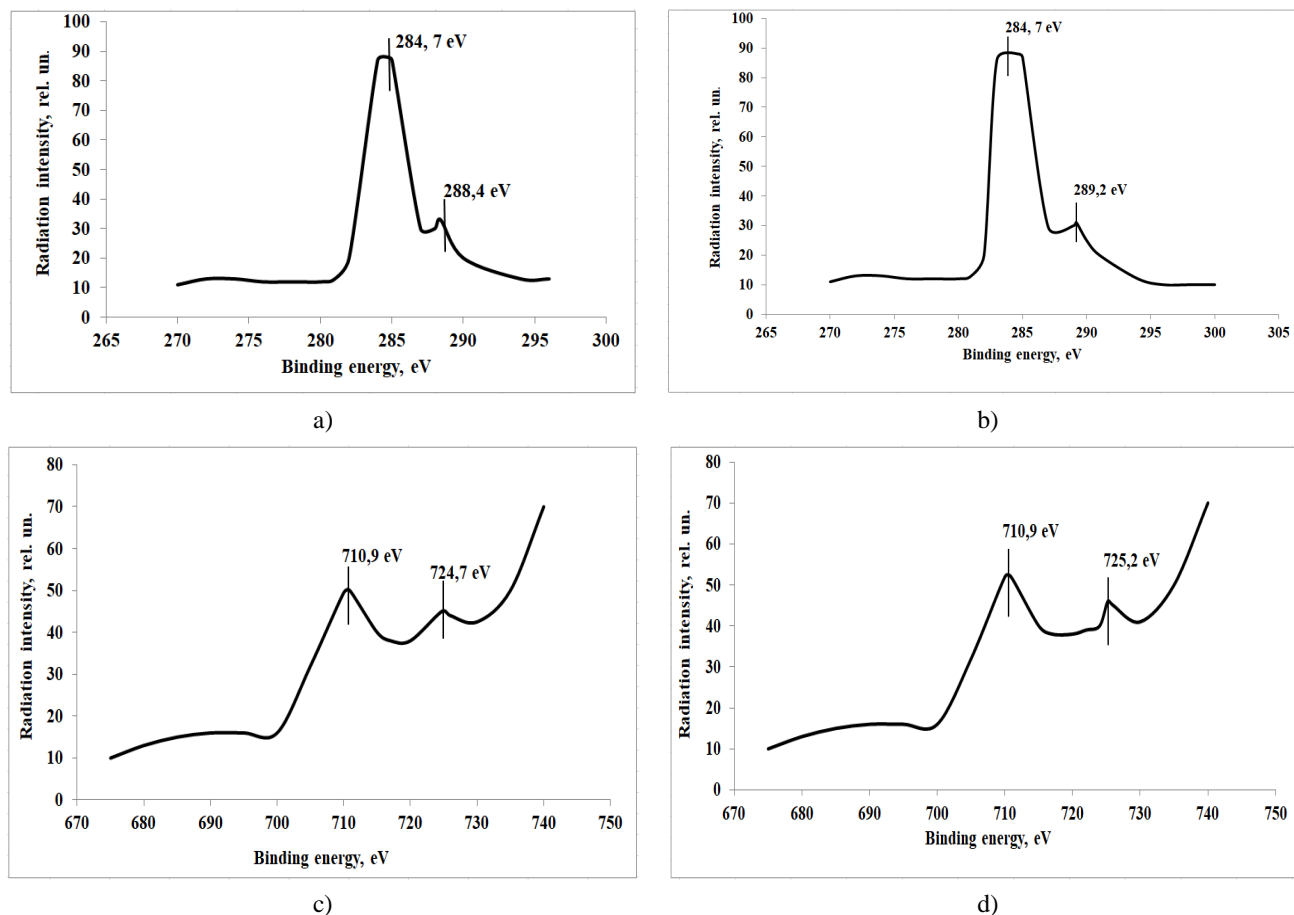 100
90
80
70
60
50
40
30
20
10
0
Radiation intensity, rel. un.
284, 7 eV
288,4 eV
265 270 275 280 285 290 295 300
Binding energy, eV
a)
100
90
80
70
60
50
40
30
20
10
0
Radiation intensity, rel. un.
284, 7 eV
289,2 eV
265 270 275 280 285 290 295 300 305
Binding energy, eV
b)
80
70
60
50
40
30
20
10
0
Radiation intensity, rel. un.
710,9 eV
724,7 eV
670 680 690 700 710 720 730 740 750
Binding energy, eV
c)
80
70
60
50
40
30
20
10
0
Radiation intensity, rel. un.
710,9 eV
725,2 eV
670 680 690 700 710 720 730 740 750
Binding energy, eV
d)